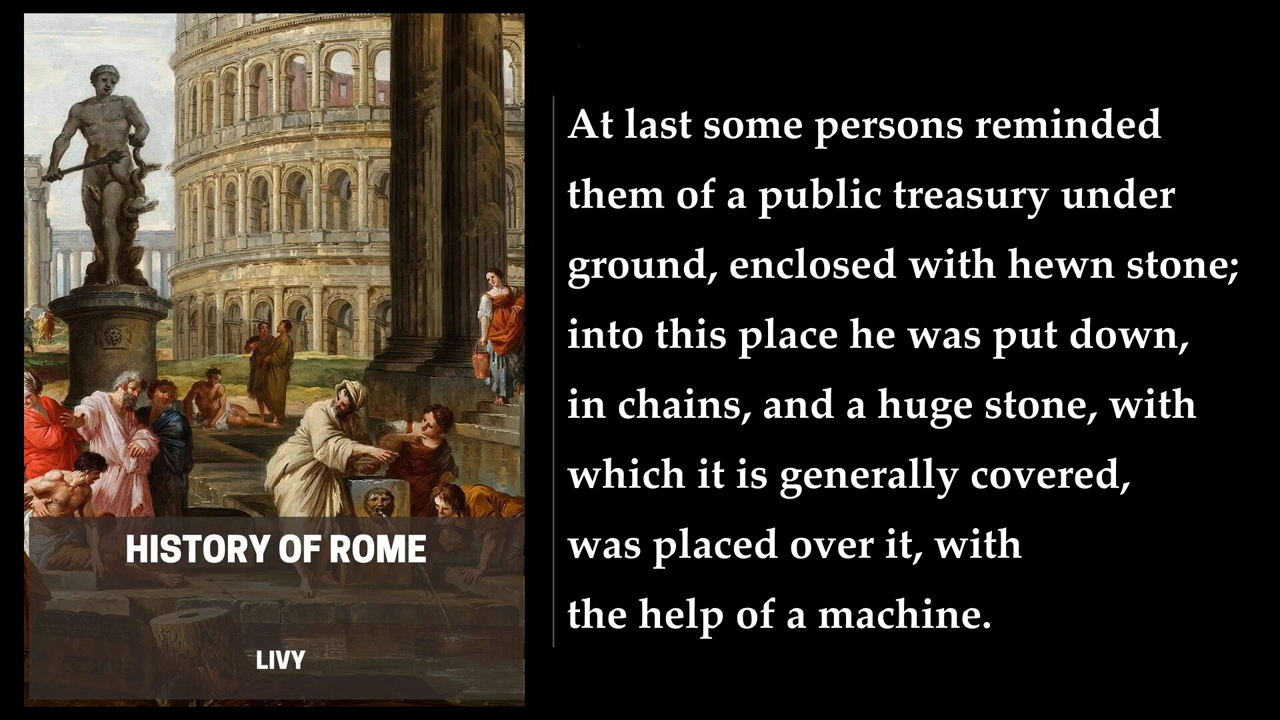 HISTORY OF ROME
LIVY
At last some persons reminded
them of a public treasury under
ground, enclosed with hewn stone;
into this place he was put down,
in chains, and a huge stone, with
which it is generally covered,
was placed over it, with
the help of a machine.